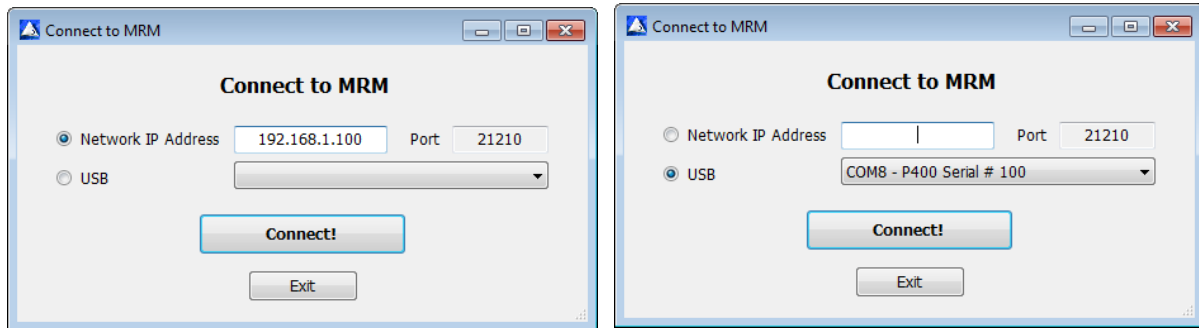 Connect to MRM
Connect to MRM
Network IP Address 192.168.1.100 Port 21210
USB
Connect!
Exit
Connect to MRM
Connect to MRM
Network IP Address Port 21210
USB COM8 - P400 Serial # 100
Connect!
Exit